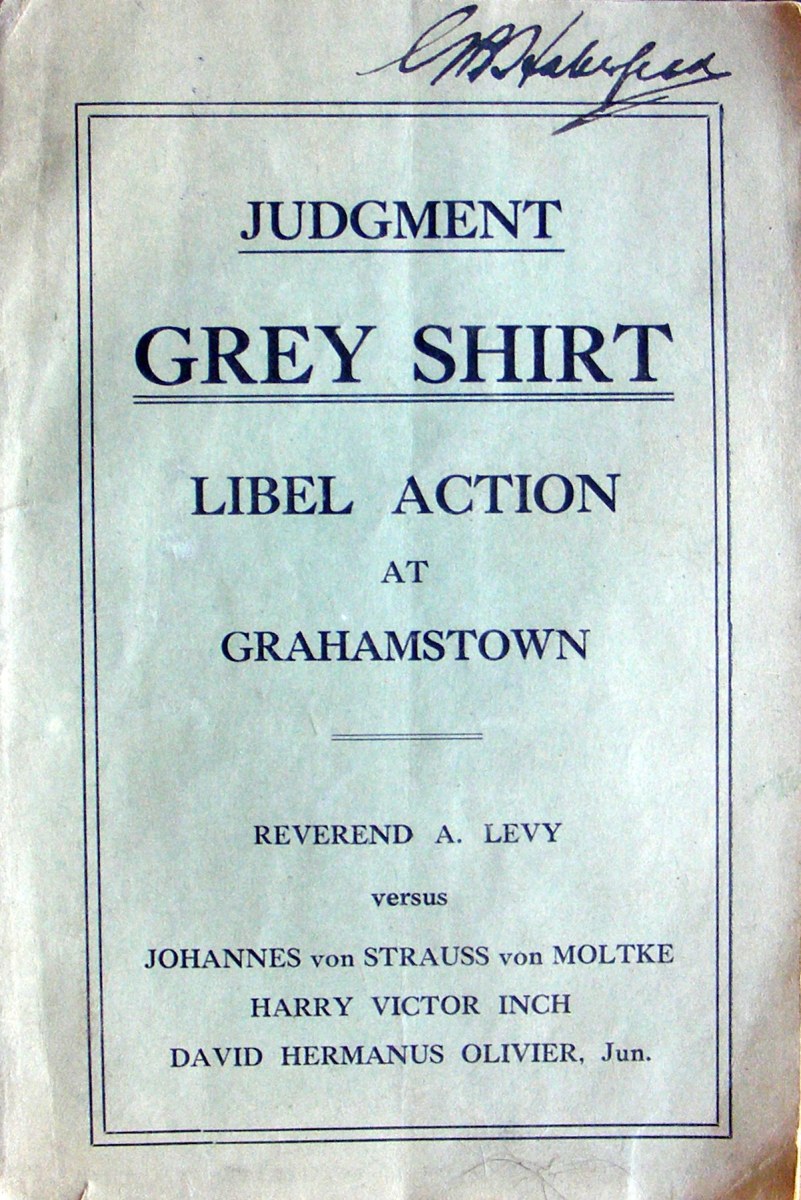 JUDGMENT
GREY SHIRT
LIBEL ACTION
AT
GRAHAMSTOWN
REVEREND A. LEVY
versus
JOHANNES von STRAUSS von MOLTKE
HARRY VICTOR INCH
DAVID HERMANUS OLIVIER, Jun.